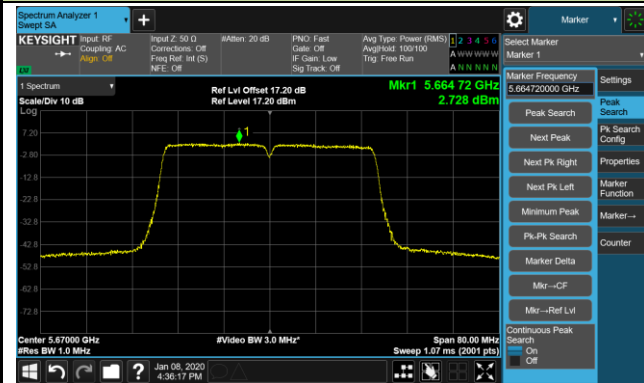 Spectrum Analyzer 1
Swept SA
Marker
KEYSIGHT
Input: RF
Coupling: AC
Align: Off
Input Z: 50 Ω
Corrections: Off
Freq Ref: Int (S)
NFE: Off
#Atten: 20 dB
PNO: Fast
Gate: Off
IF Gain: Low
Sig Track: Off
Avg Type: Power (RMS)
Avg|Hold: 100/100
Trig: Free Run
1 2 3 4 5 6
A W W W W W
A N N N N N
Select Marker
Marker 1
1 Spectrum
Scale/Div 10 dB
Log
Ref Lvl Offset 17.20 dB
Ref Level 17.20 dBm
Mkr1 5.664 72 GHz
2.728 dBm
1
7.20
-2.80
-12.8
-22.8
-32.8
-42.8
-52.8
-62.8
-72.8
Center 5.67000 GHz
#Res BW 1.0 MHz
#Video BW 3.0 MHz*
Span 80.00 MHz
Sweep 1.07 ms (2001 pts)
Marker Frequency
5.664720000 GHz
Peak Search
Next Peak
Next Pk Right
Next Pk Left
Minimum Peak
Pk-Pk Search
Marker Delta
Mkr→CF
Mkr→Ref Lvl
Continuous Peak
Search
On
Off
Settings
Peak
Search
Pk Search
Config
Properties
Marker
Function
Marker→
Counter
Jan 08, 2020
4:36:17 PM